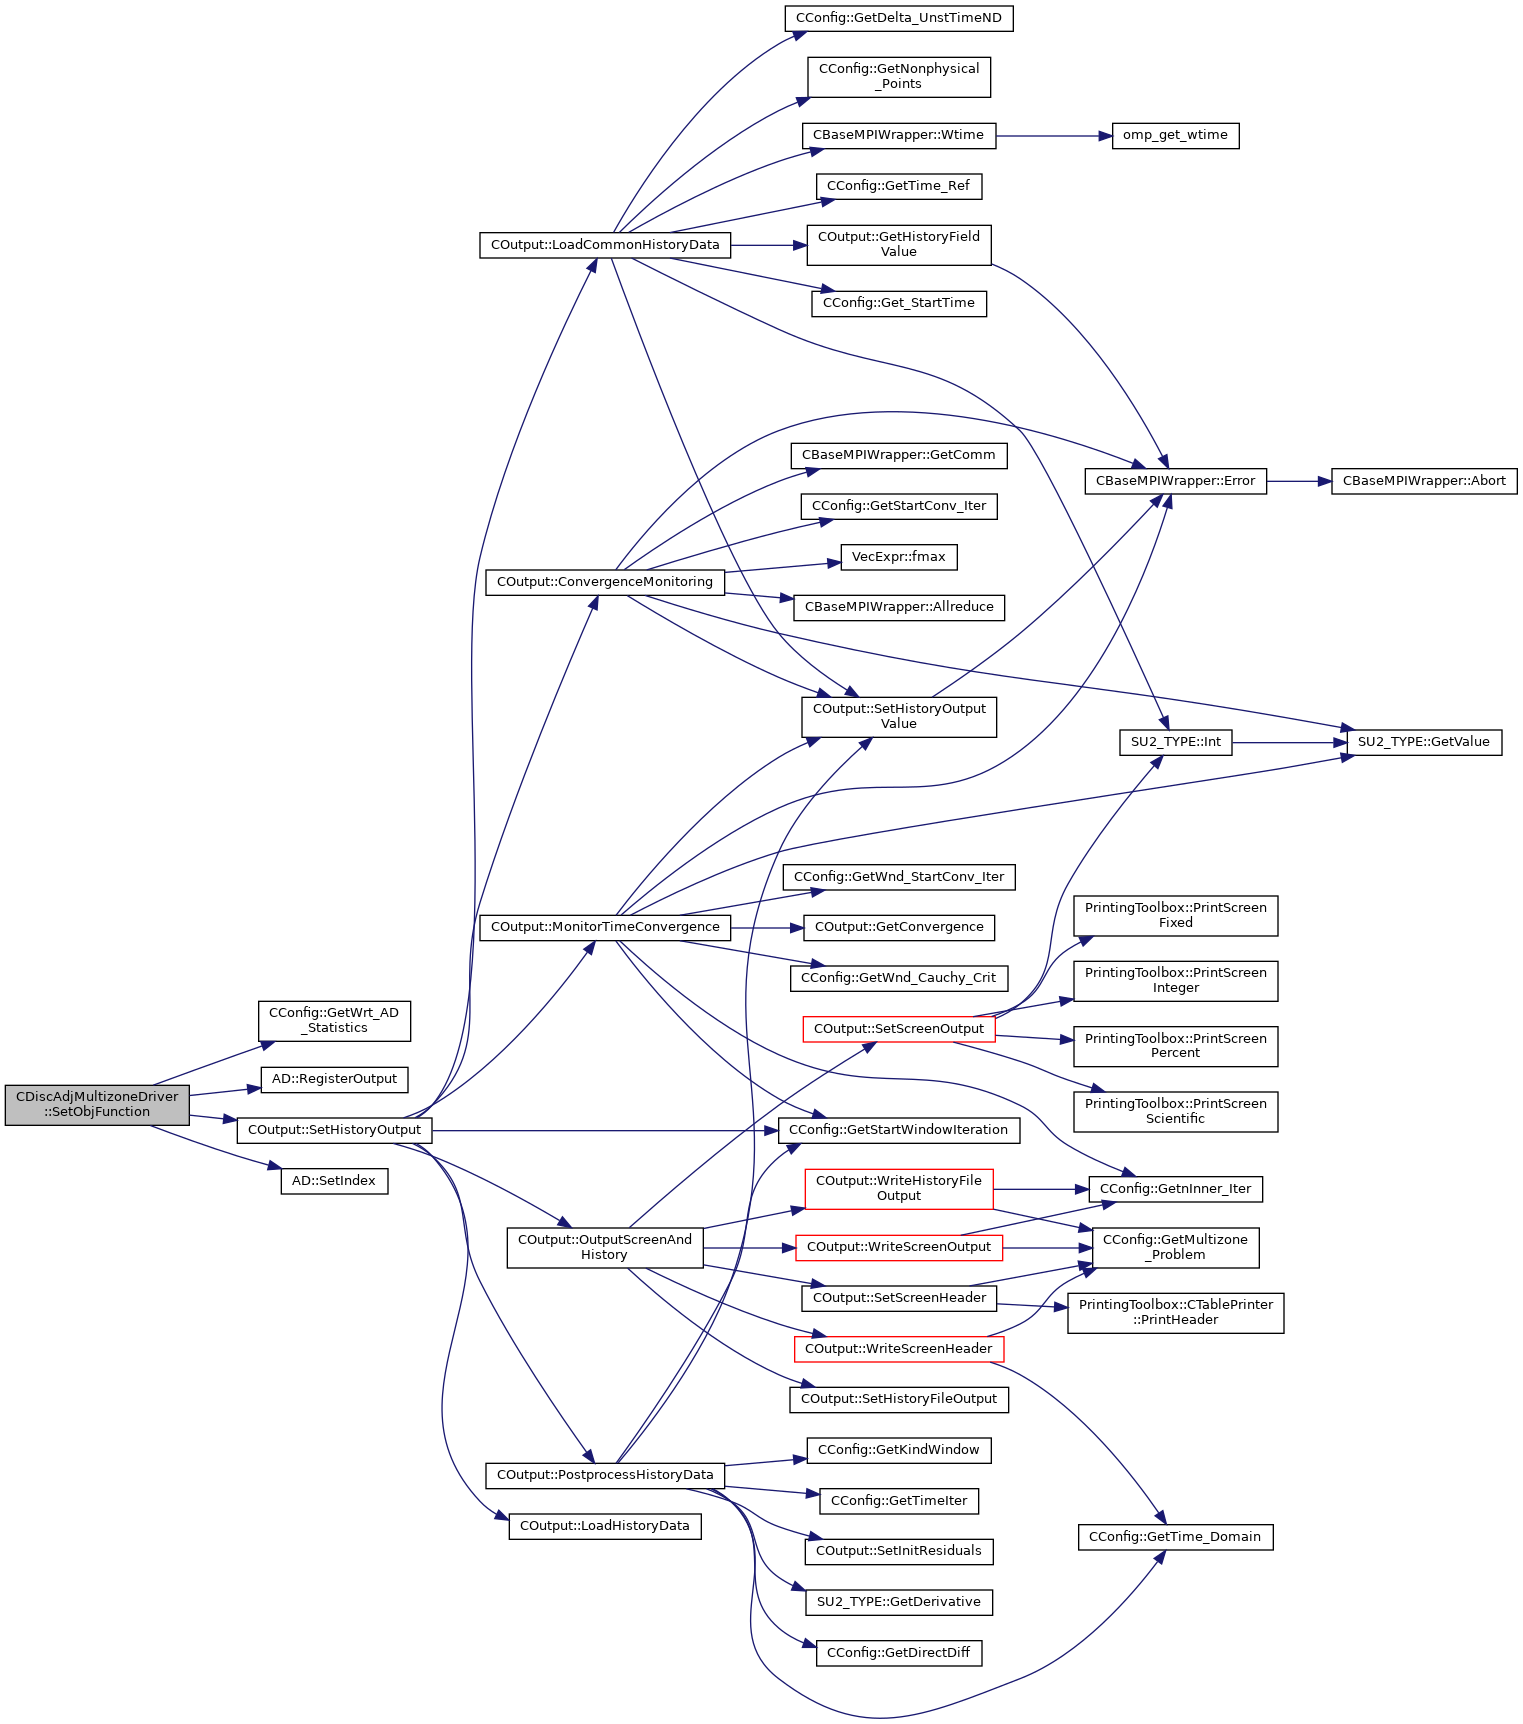 CConfig::GetDelta_UnstTimeND
CConfig::GetNonphysical
_Points
CBaseMPIWrapper::Wtime
omp_get_wtime
CConfig::GetTime_Ref
COutput::LoadCommonHistoryData
COutput::GetHistoryField
Value
CConfig::Get_StartTime
CBaseMPIWrapper::GetComm
CBaseMPIWrapper::Error
CBaseMPIWrapper::Abort
CConfig::GetStartConv_Iter
VecExpr::fmax
COutput::ConvergenceMonitoring
CBaseMPIWrapper::Allreduce
COutput::SetHistoryOutput
Value
SU2_TYPE::Int
SU2_TYPE::GetValue
CConfig::GetWnd_StartConv_Iter
COutput::MonitorTimeConvergence
COutput::GetConvergence
PrintingToolbox::PrintScreen
Fixed
CConfig::GetWnd_Cauchy_Crit
PrintingToolbox::PrintScreen
Integer
CConfig::GetWrt_AD
_Statistics
COutput::SetScreenOutput
PrintingToolbox::PrintScreen
Percent
AD::RegisterOutput
CDiscAdjMultizoneDriver
::SetObjFunction
PrintingToolbox::PrintScreen
Scientific
COutput::SetHistoryOutput
CConfig::GetStartWindowIteration
AD::SetIndex
COutput::WriteHistoryFile
Output
CConfig::GetnInner_Iter
COutput::OutputScreenAnd
History
COutput::WriteScreenOutput
CConfig::GetMultizone
_Problem
COutput::SetScreenHeader
PrintingToolbox::CTablePrinter
::PrintHeader
COutput::WriteScreenHeader
COutput::SetHistoryFileOutput
CConfig::GetKindWindow
COutput::PostprocessHistoryData
CConfig::GetTimeIter
COutput::LoadHistoryData
CConfig::GetTime_Domain
COutput::SetInitResiduals
SU2_TYPE::GetDerivative
CConfig::GetDirectDiff